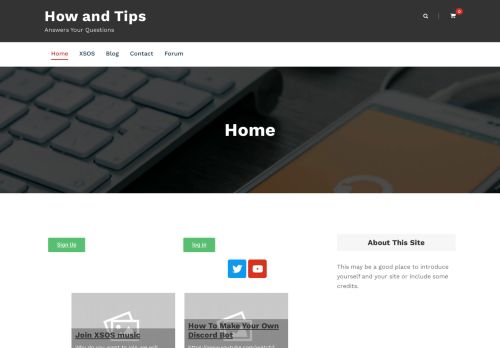 How and Tips
Answers Your Questions
0
Home XSOS Blog Contact Forum
Home
Sign Up
log in
About This Site
This may be a good place to introduce
yourself and your site or include some
credits.
Join XSOS music
How To Make Your Own
Discord Bot